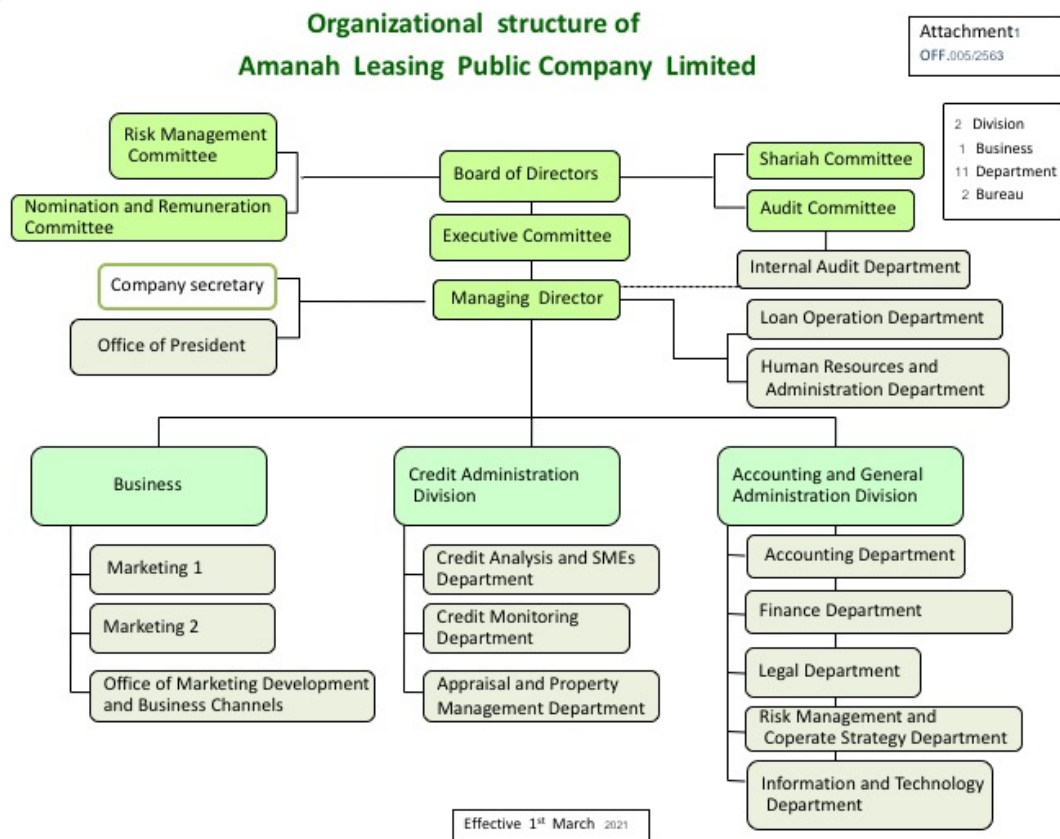 Organizational structure of
Amanah Leasing Public Company Limited
Attachment1
OFF.005/2563
2 Division
1 Business
11 Department
2 Bureau
Risk Management
Committee
Nomination and Remuneration
Committee
Board of Directors
Shariah Committee
Audit Committee
Executive Committee
Internal Audit Department
Company secretary
Managing Director
Office of President
Loan Operation Department
Human Resources and
Administration Department
Business
Marketing 1
Marketing 2
Office of Marketing Development
and Business Channels
Credit Administration
Division
Credit Analysis and SMEs
Department
Credit Monitoring
Department
Appraisal and Property
Management Department
Accounting and General
Administration Division
Accounting Department
Finance Department
Legal Department
Risk Management and
Coperate Strategy Department
Information and Technology
Department
Effective 1st March 2021